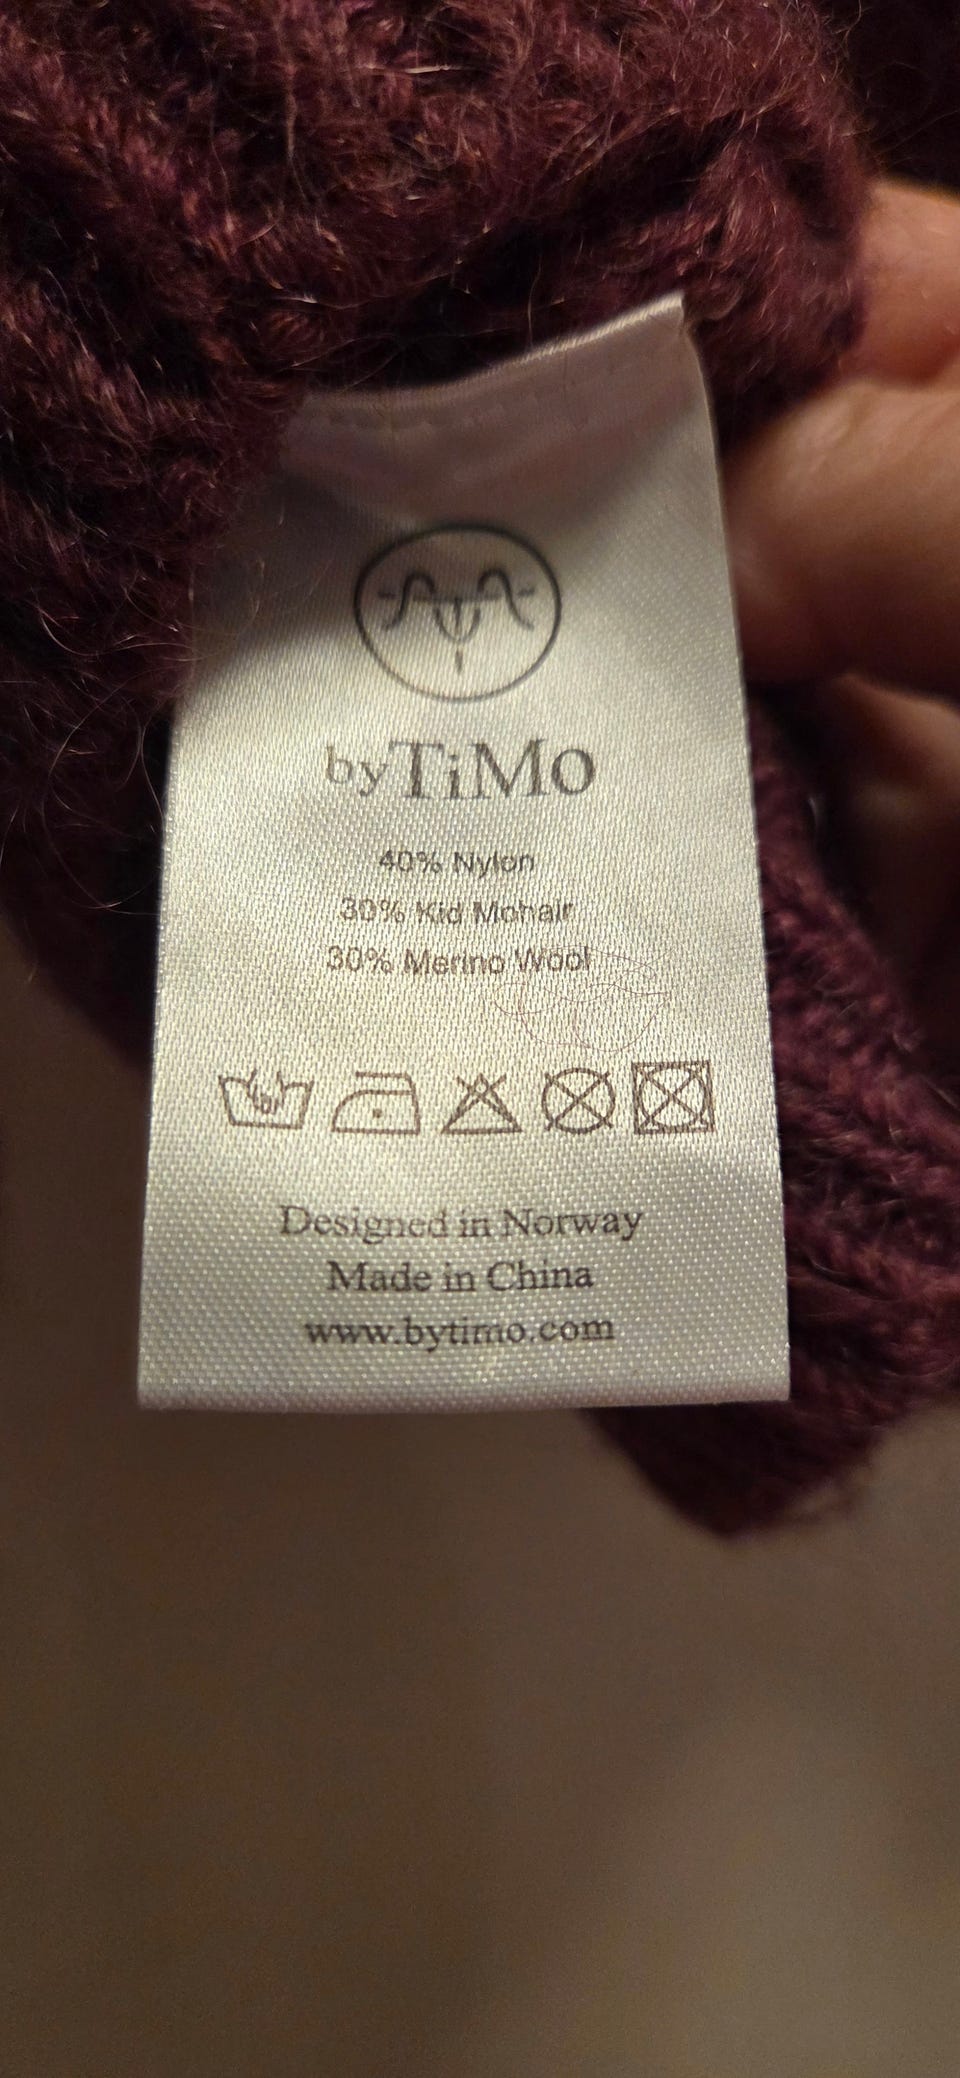 byTiMo
40% Nylon
30% Kid Mohair
30% Merino Wool
Designed in Norway
Made in China
www.bytimo.com